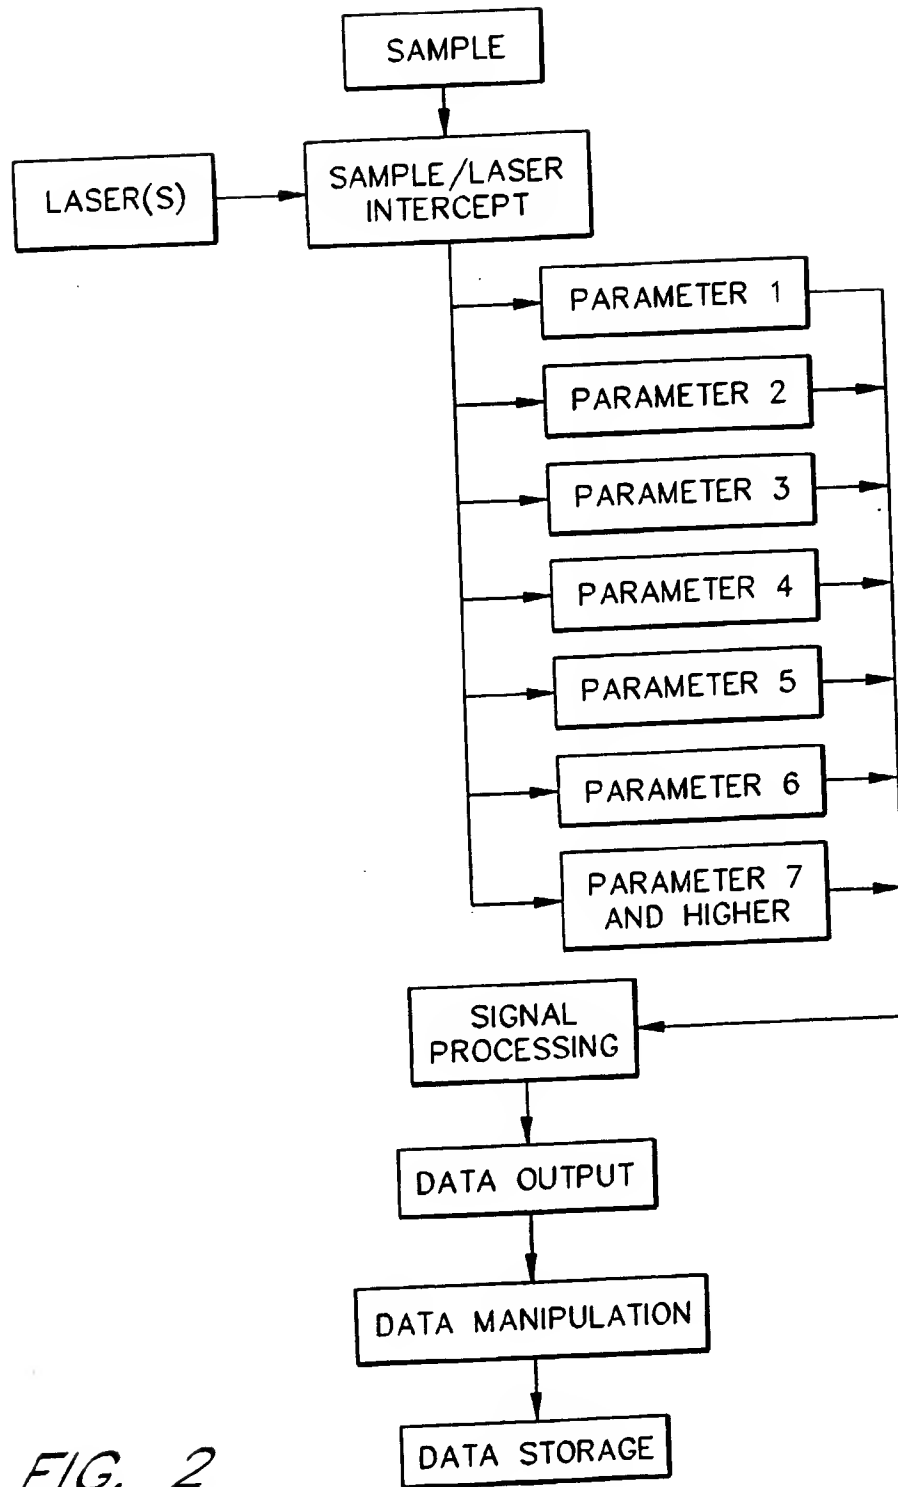 SAMPLE
LASER(S)
SAMPLE/LASER
INTERCEPT
PARAMETER 1
PARAMETER 2
PARAMETER 3
PARAMETER 4
PARAMETER 5
PARAMETER 6
PARAMETER 7
AND HIGHER
SIGNAL
PROCESSING
DATA OUTPUT
DATA MANIPULATION
DATA STORAGE
FIG. 2